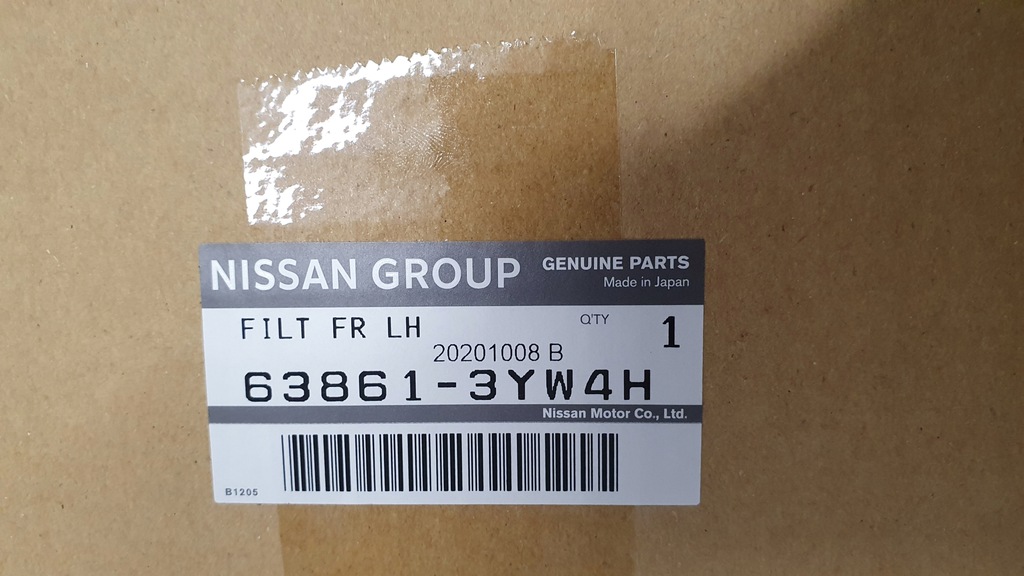 NISSAN GROUP GENUINE PARTS
Made in Japan
FILT FR LH Q'TY 1
20201008 B
63861-3YW4H
Nissan Motor Co., Ltd.
B1205